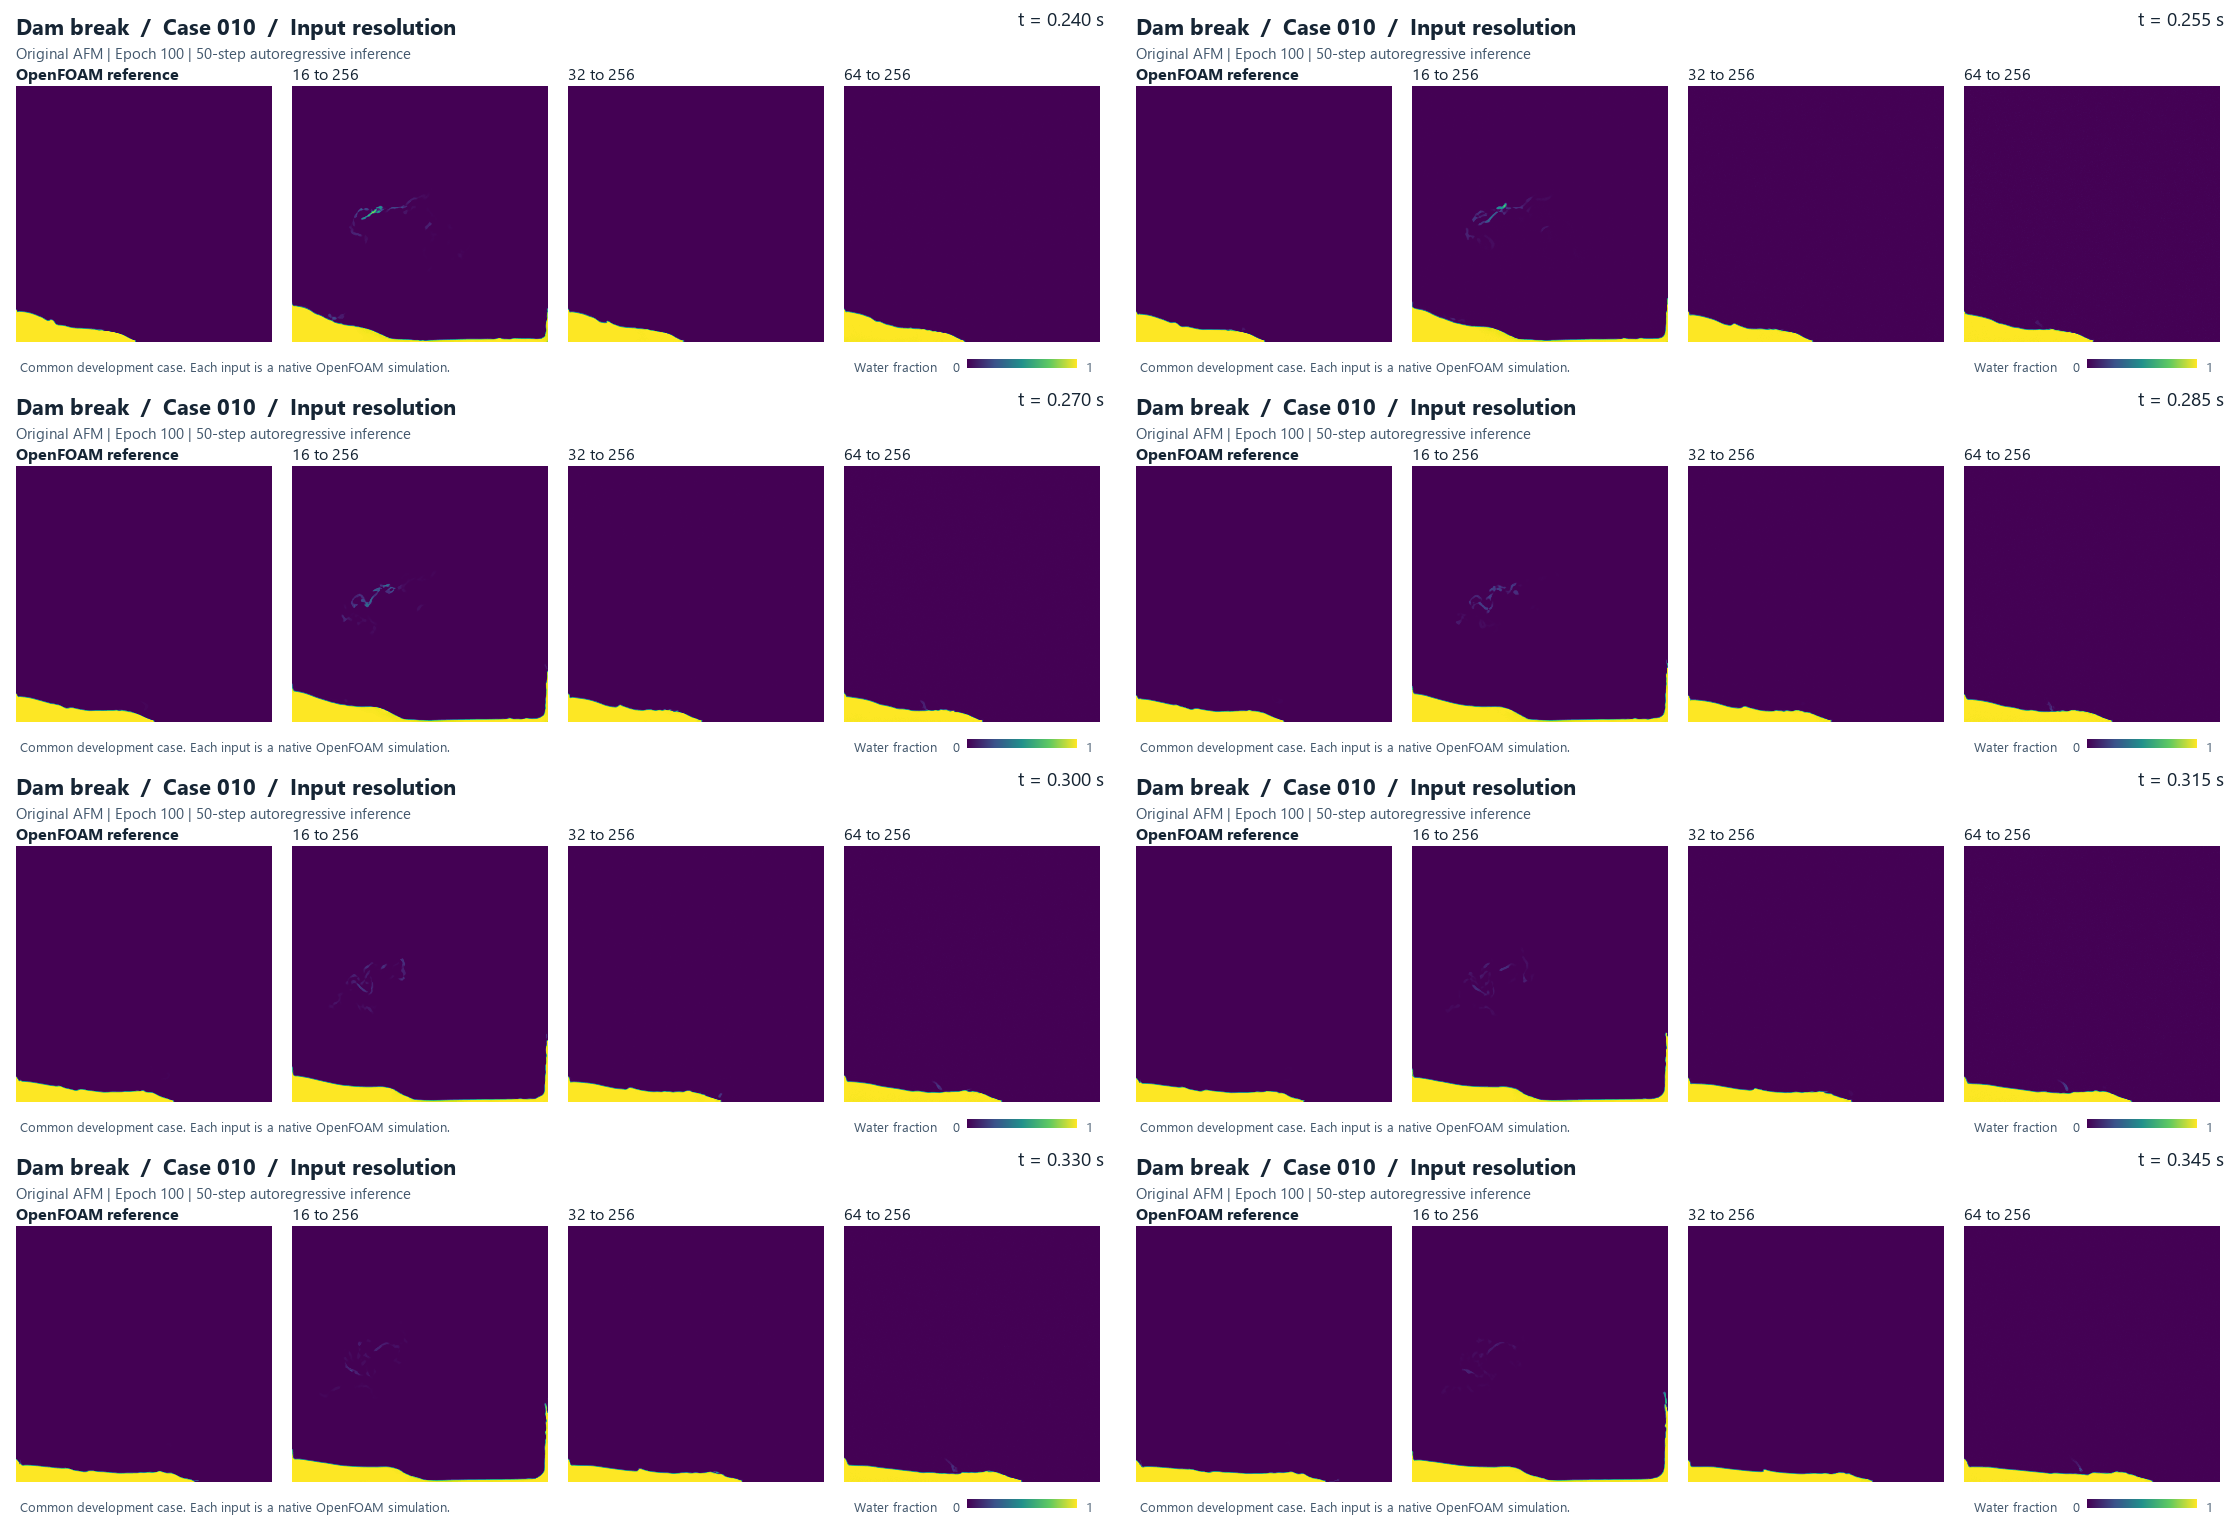 Dam break / Case 010 / Input resolution
t = 0.240 s
Original AFM | Epoch 100 | 50-step autoregressive inference
OpenFOAM reference
16 to 256
32 to 256
64 to 256
Common development case. Each input is a native OpenFOAM simulation.
Water fraction 0 1
Dam break / Case 010 / Input resolution
t = 0.255 s
Original AFM | Epoch 100 | 50-step autoregressive inference
OpenFOAM reference
16 to 256
32 to 256
64 to 256
Common development case. Each input is a native OpenFOAM simulation.
Water fraction 0 1
Dam break / Case 010 / Input resolution
t = 0.270 s
Original AFM | Epoch 100 | 50-step autoregressive inference
OpenFOAM reference
16 to 256
32 to 256
64 to 256
Common development case. Each input is a native OpenFOAM simulation.
Water fraction 0 1
Dam break / Case 010 / Input resolution
t = 0.285 s
Original AFM | Epoch 100 | 50-step autoregressive inference
OpenFOAM reference
16 to 256
32 to 256
64 to 256
Common development case. Each input is a native OpenFOAM simulation.
Water fraction 0 1
Dam break / Case 010 / Input resolution
t = 0.300 s
Original AFM | Epoch 100 | 50-step autoregressive inference
OpenFOAM reference
16 to 256
32 to 256
64 to 256
Common development case. Each input is a native OpenFOAM simulation.
Water fraction 0 1
Dam break / Case 010 / Input resolution
t = 0.315 s
Original AFM | Epoch 100 | 50-step autoregressive inference
OpenFOAM reference
16 to 256
32 to 256
64 to 256
Common development case. Each input is a native OpenFOAM simulation.
Water fraction 0 1
Dam break / Case 010 / Input resolution
t = 0.330 s
Original AFM | Epoch 100 | 50-step autoregressive inference
OpenFOAM reference
16 to 256
32 to 256
64 to 256
Common development case. Each input is a native OpenFOAM simulation.
Water fraction 0 1
Dam break / Case 010 / Input resolution
t = 0.345 s
Original AFM | Epoch 100 | 50-step autoregressive inference
OpenFOAM reference
16 to 256
32 to 256
64 to 256
Common development case. Each input is a native OpenFOAM simulation.
Water fraction 0 1